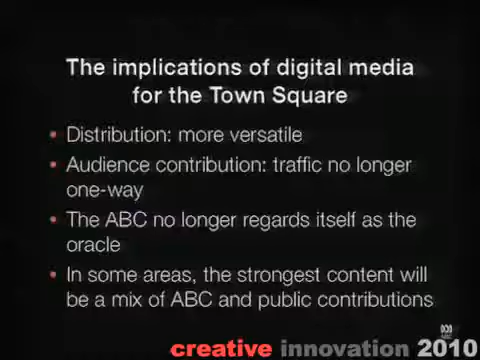 The implications of digital media
for the Town Square
• Distribution: more versatile
• Audience contribution: traffic no longer
one-way
• The ABC no longer regards itself as the
oracle
• In some areas, the strongest content will
be a mix of ABC and public contributions
ABC
creative innovation 2010